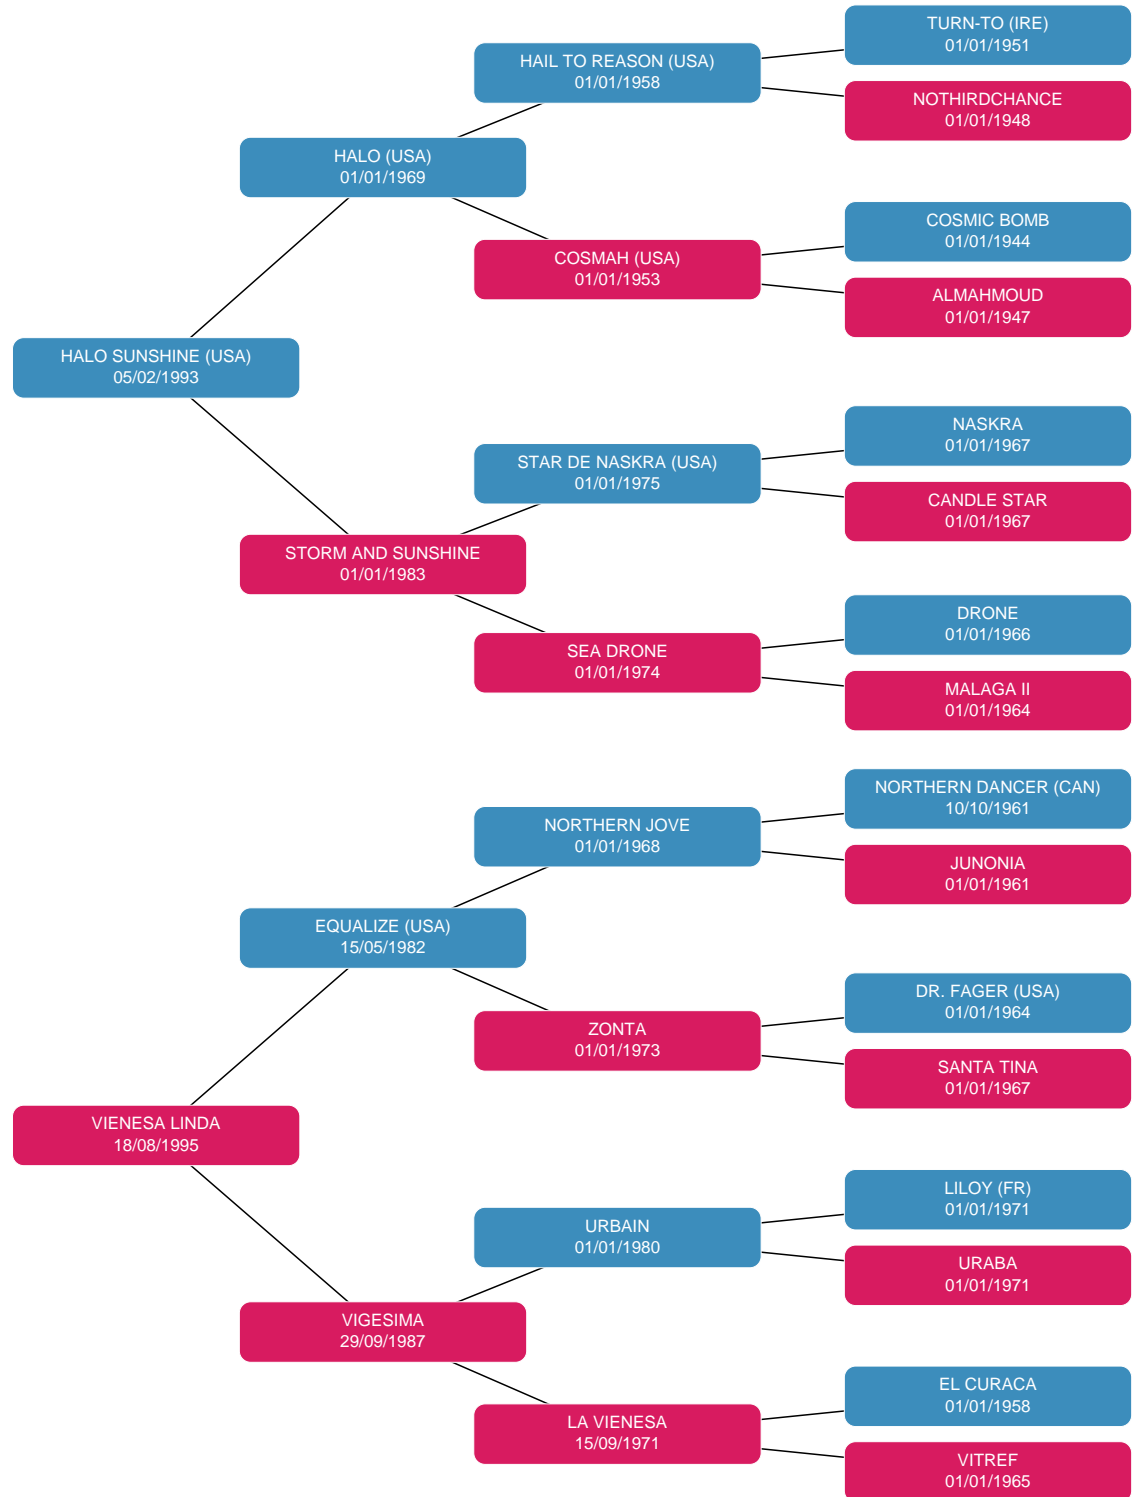 TURN-TO (IRE)
01/01/1951
HAIL TO REASON (USA)
01/01/1958
NOTHIRDCHANCE
01/01/1948
HALO (USA)
01/01/1969
COSMIC BOMB
01/01/1944
COSMAH (USA)
01/01/1953
ALMAHMOUD
01/01/1947
HALO SUNSHINE (USA)
05/02/1993
NASKRA
01/01/1967
STAR DE NASKRA (USA)
01/01/1975
CANDLE STAR
01/01/1967
STORM AND SUNSHINE
01/01/1983
DRONE
01/01/1966
SEA DRONE
01/01/1974
MALAGA II
01/01/1964
NORTHERN DANCER (CAN)
10/10/1961
NORTHERN JOVE
01/01/1968
JUNONIA
01/01/1961
EQUALIZE (USA)
15/05/1982
DR. FAGER (USA)
01/01/1964
ZONTA
01/01/1973
SANTA TINA
01/01/1967
VIENESA LINDA
18/08/1995
LILOY (FR)
01/01/1971
URBAIN
01/01/1980
URABA
01/01/1971
VIGESIMA
29/09/1987
EL CURACA
01/01/1958
LA VIENESA
15/09/1971
VITREF
01/01/1965